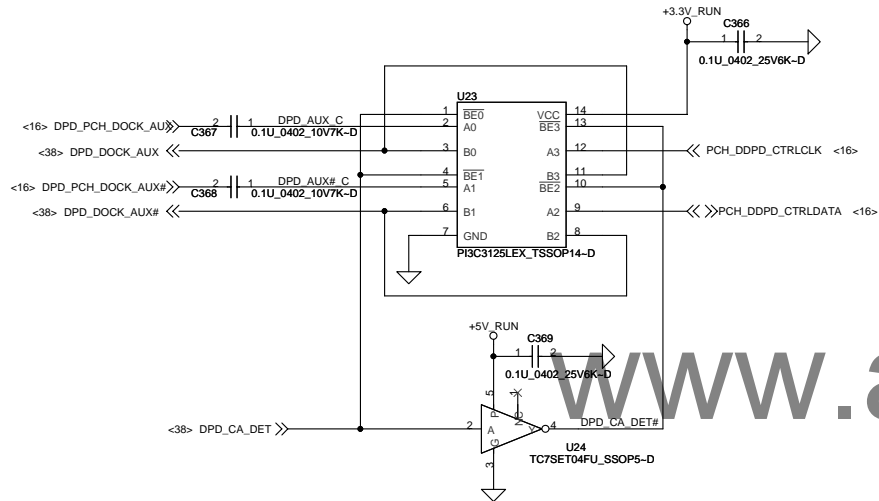 +3.3V_RUN
C366
1 2
0.1U_0402_25V6K~D
U23
1 BE0 VCC 14
<16> DPD_PCH_DOCK_AUX 2 1 DPD_AUX_C 2 A0 BE3 13
C367 0.1U_0402_10V7K~D
<38> DPD_DOCK_AUX 3 B0 A3 12 PCH_DDPD_CTRLCLK <16>
4 BE1 B3 11
<16> DPD_PCH_DOCK_AUX# 2 1 DPD_AUX#_C 5 A1 BE2 10
C368 0.1U_0402_10V7K~D
<38> DPD_DOCK_AUX# 6 B1 A2 9 PCH_DDPD_CTRLDATA <16>
7 GND B2 8
PI3C3125LEX_TSSOP14~D
+5V_RUN
C369
1 2
0.1U_0402_25V6K~D
www.a
5 P NC 1
<38> DPD_CA_DET 2 A Y 4 DPD_CA_DET#
G 3
U24
TC7SET04FU_SSOP5~D